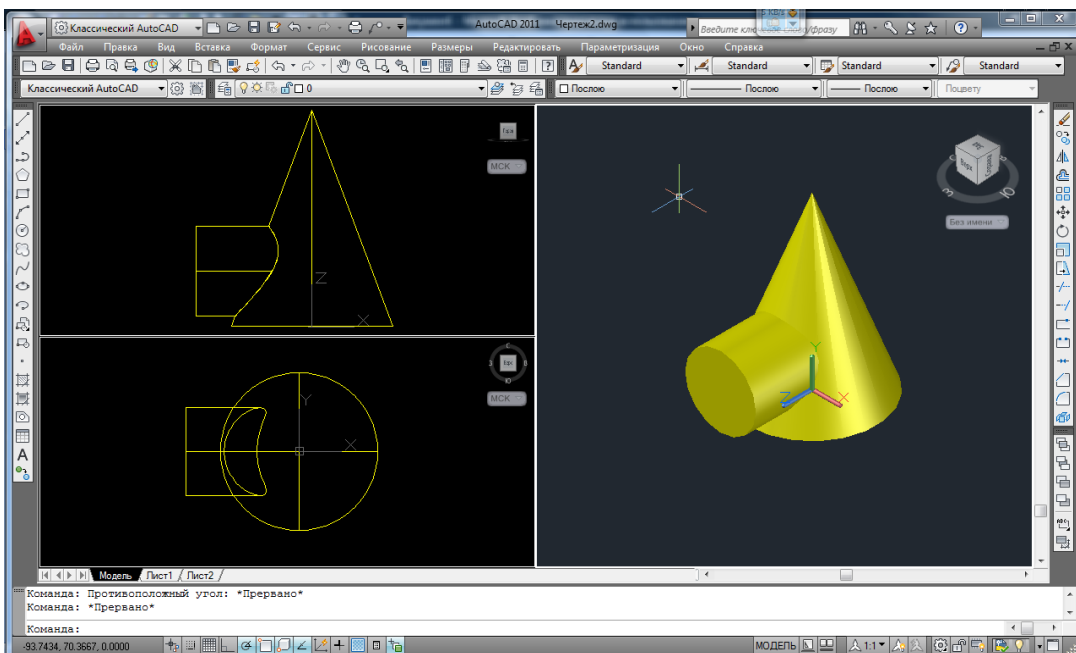 Классический AutoCAD
AutoCAD 2011 Чертеж2.dwg
Файл Правка Вид Вставка Формат Сервис Рисование Размеры Редактировать Параметризация Окно Справка
Standard Standard Standard Standard
Классический AutoCAD 0 Послою Послою Послою Поцвету
МСК
Z
X
Верх
З
Ю
Без имени
Y
Z X
С
В
Ю
МСК
Y
X
Модель Лист1 Лист2
Команда: Противоположный угол: *Прервано*
Команда: *Прервано*
Команда:
-93.7434, 70.3667, 0.0000 МОДЕЛЬ 1:1